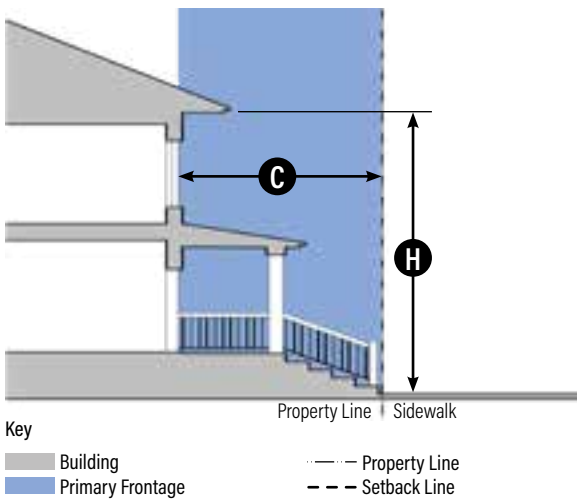 C
H
Property Line Sidewalk
Key
Building
Property Line
Primary Frontage
Setback Line